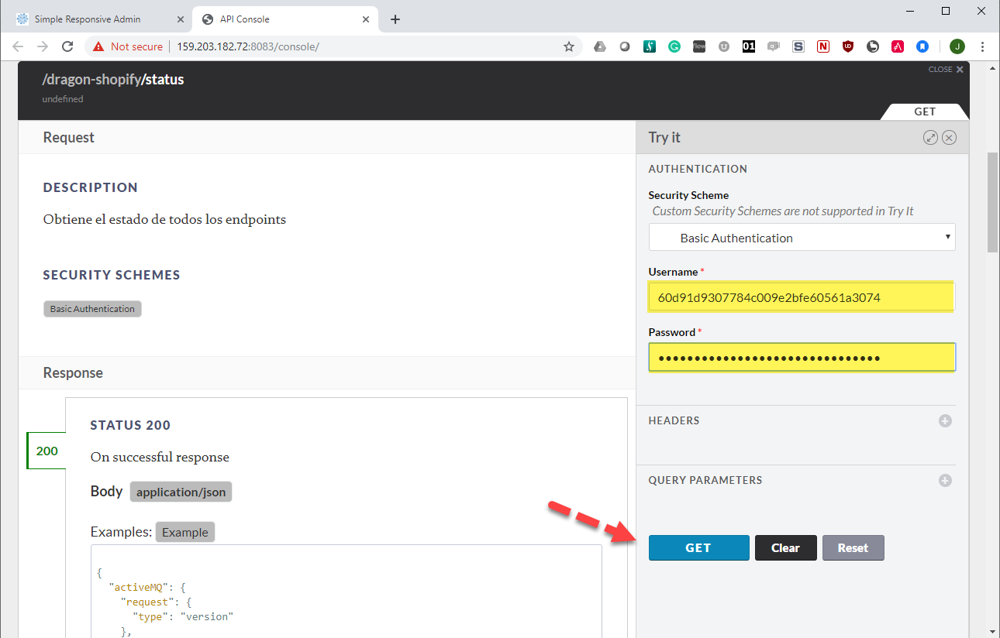 Simple Responsive Admin
API Console
Not secure
159.203.182.72:8083/console/
/dragon-shopify/status
CLOSE
undefined
GET
Request
DESCRIPTION
Obtiene el estado de todos los endpoints
SECURITY SCHEMES
Basic Authentication
Response
200
STATUS 200
On successful response
Body application/json
Examples: Example
{
"activeMQ": {
"request": {
"type": "version"
},
Try it
AUTHENTICATION
Security Scheme
Custom Security Schemes are not supported in Try It
Basic Authentication
Username *
60d91d9307784c009e2bfe60561a3074
Password *
••••••••••••••••••••••••••••••••
HEADERS
QUERY PARAMETERS
GET
Clear
Reset